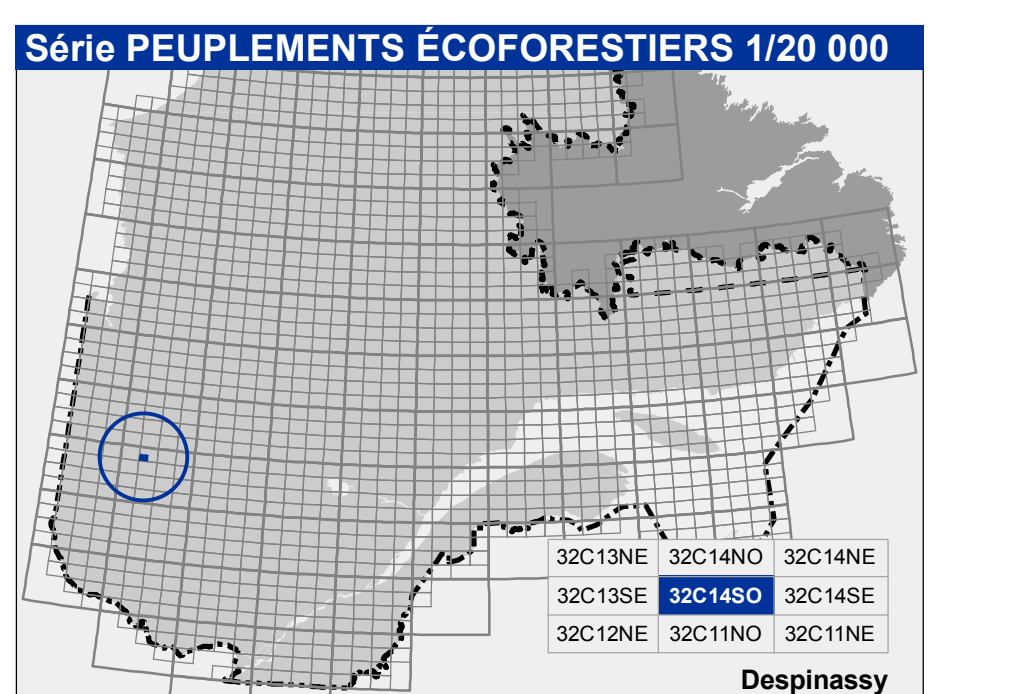 Série PEUPLEMENTS ÉCOFORESTIERS 1/20 000
32C13NE 32C14NO 32C14NE
32C13SE 32C14SO 32C14SE
32C12NE 32C11NO 32C11NE
Despinassy